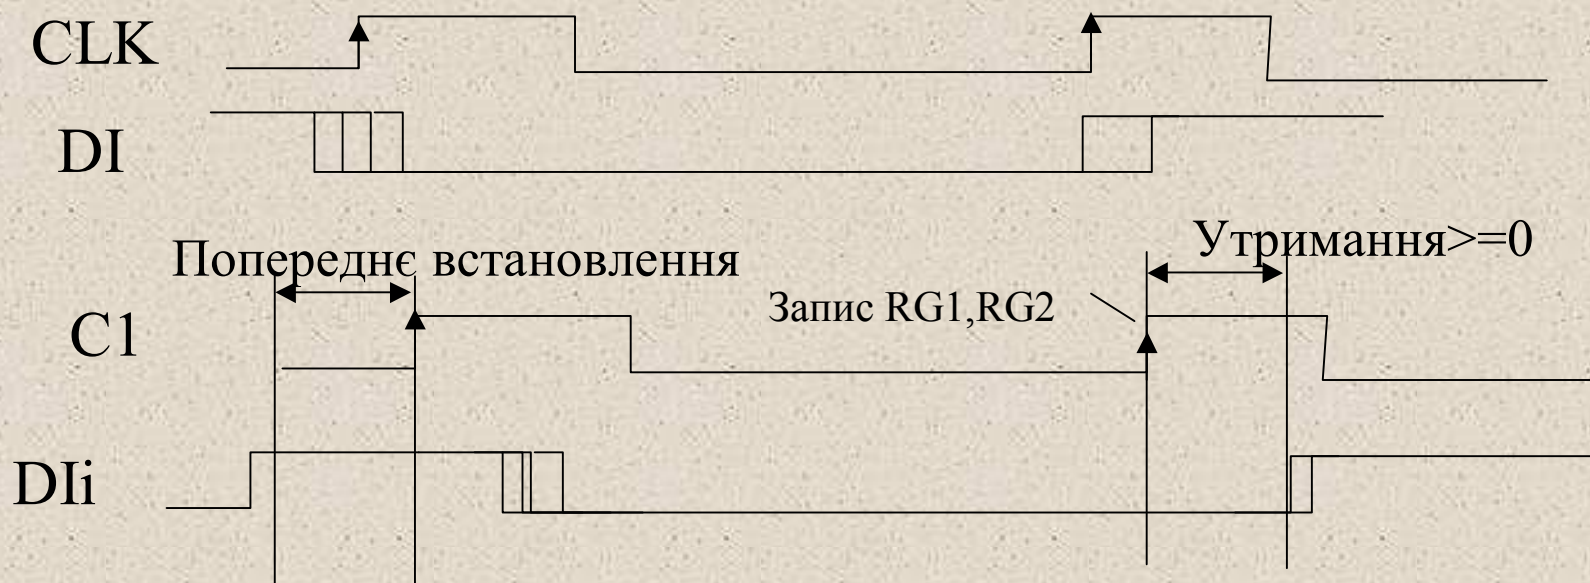 CLK
DI
Попереднє встановлення
Утримання>=0
Запис RG1,RG2
C1
DIi